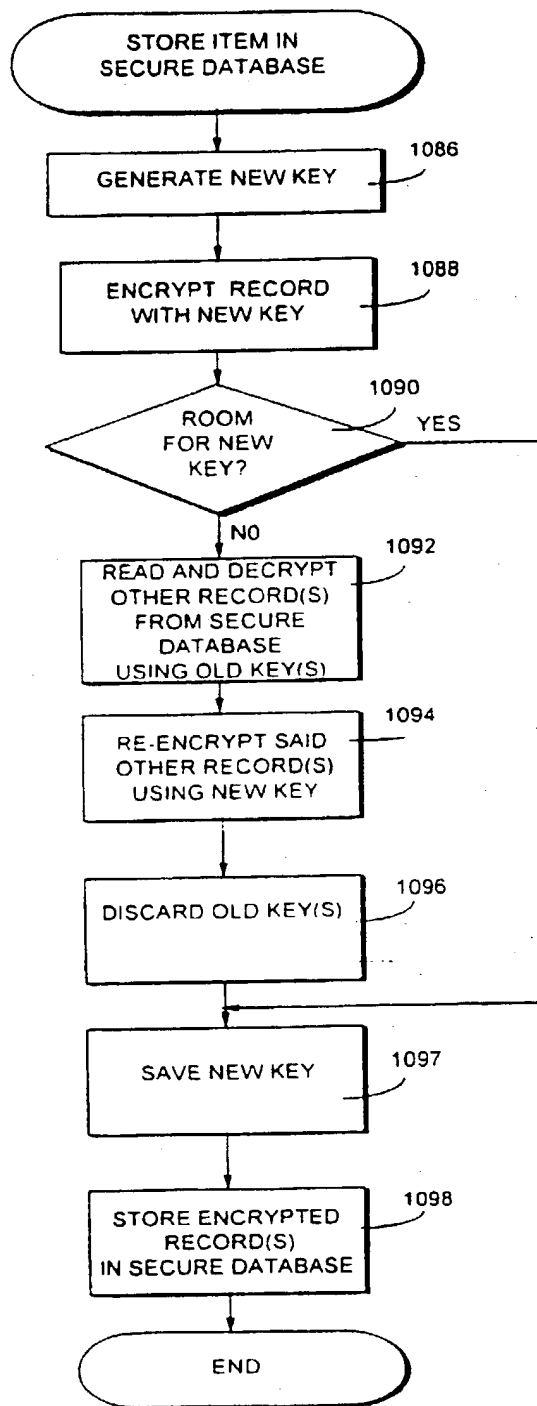 STORE ITEM IN
SECURE DATABASE
1086
GENERATE NEW KEY
1088
ENCRYPT RECORD
WITH NEW KEY
1090
ROOM
FOR NEW
KEY?
YES
NO
1092
READ AND DECRYPT
OTHER RECORD(S)
FROM SECURE
DATABASE
USING OLD KEY(S)
1094
RE-ENCRYPT SAID
OTHER RECORD(S)
USING NEW KEY
1096
DISCARD OLD KEY(S)
SAVE NEW KEY
1097
1098
STORE ENCRYPTED
RECORD(S)
IN SECURE DATABASE
END